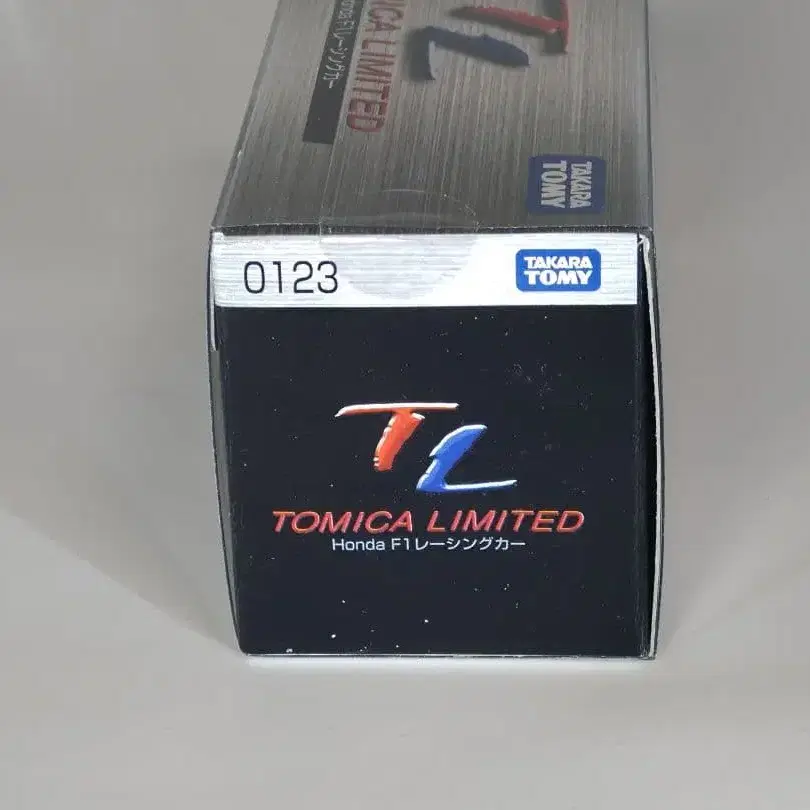 TL
TOMICA LIMITED
Honda F1レーシングカー
TAKARA
TOMY
0123
TAKARA
TOMY
TL
TOMICA LIMITED
Honda F1レーシングカー